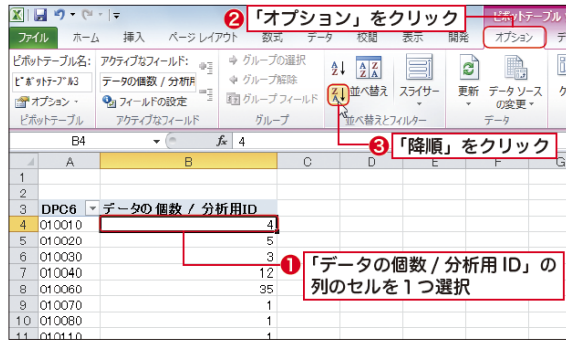 ❷「オプション」をクリック
ピボットテーブル
ファイル ホーム 挿入 ページレイアウト 数式 データ 校閲 表示 開発 オプション デ
ピボットテーブル名: アクティブなフィールド: グループの選択
ピボットテーブル3 データの個数 / 分析用 グループ解除 並べ替え スライサー 更新 データ ソースの変更
オプション フィールドの設定 グループ フィールド
ピボットテーブル アクティブなフィールド グループ 並べ替えとフィルター データ
❸「降順」をクリック
B4 fx 4
A B C D E F G
1
2
3 DPC6 データの個数 / 分析用ID
4 010010 4
5 010020 5
6 010030 3
7 010040 12
8 010060 35
9 010070 1
10 010080 1
11 010110 1
❶「データの個数 / 分析用 ID」の
列のセルを1つ選択